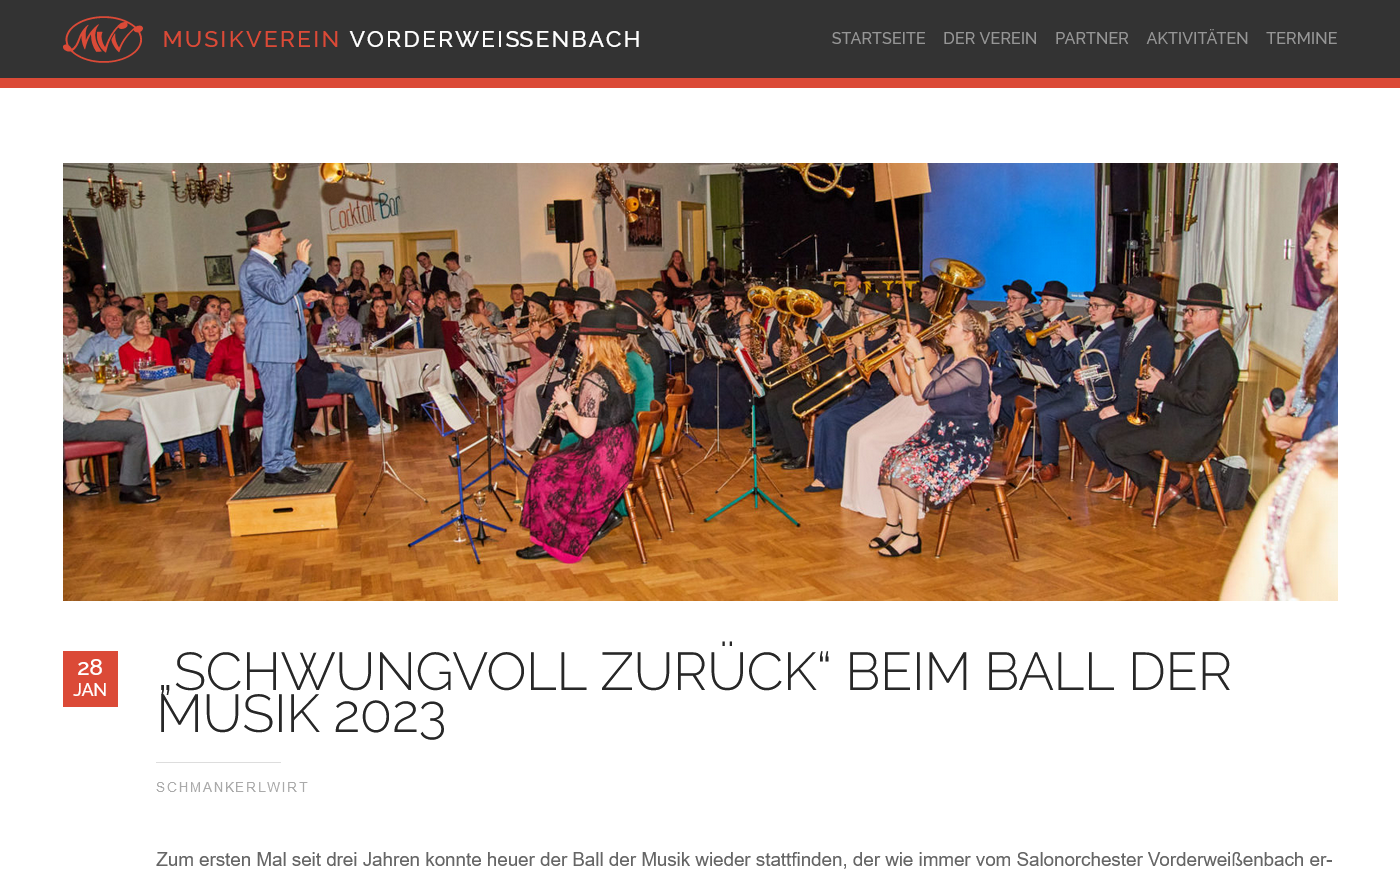 MUSIKVEREIN VORDERWEISSENBACH
STARTSEITE DER VEREIN PARTNER AKTIVITÄTEN TERMINE
Cocktail-Bar
28
JAN
„SCHWUNGVOLL ZURÜCK“ BEIM BALL DER
MUSIK 2023
SCHMANKERLWIRT
Zum ersten Mal seit drei Jahren konnte heuer der Ball der Musik wieder stattfinden, der wie immer vom Salonorchester Vorderweißenbach er-